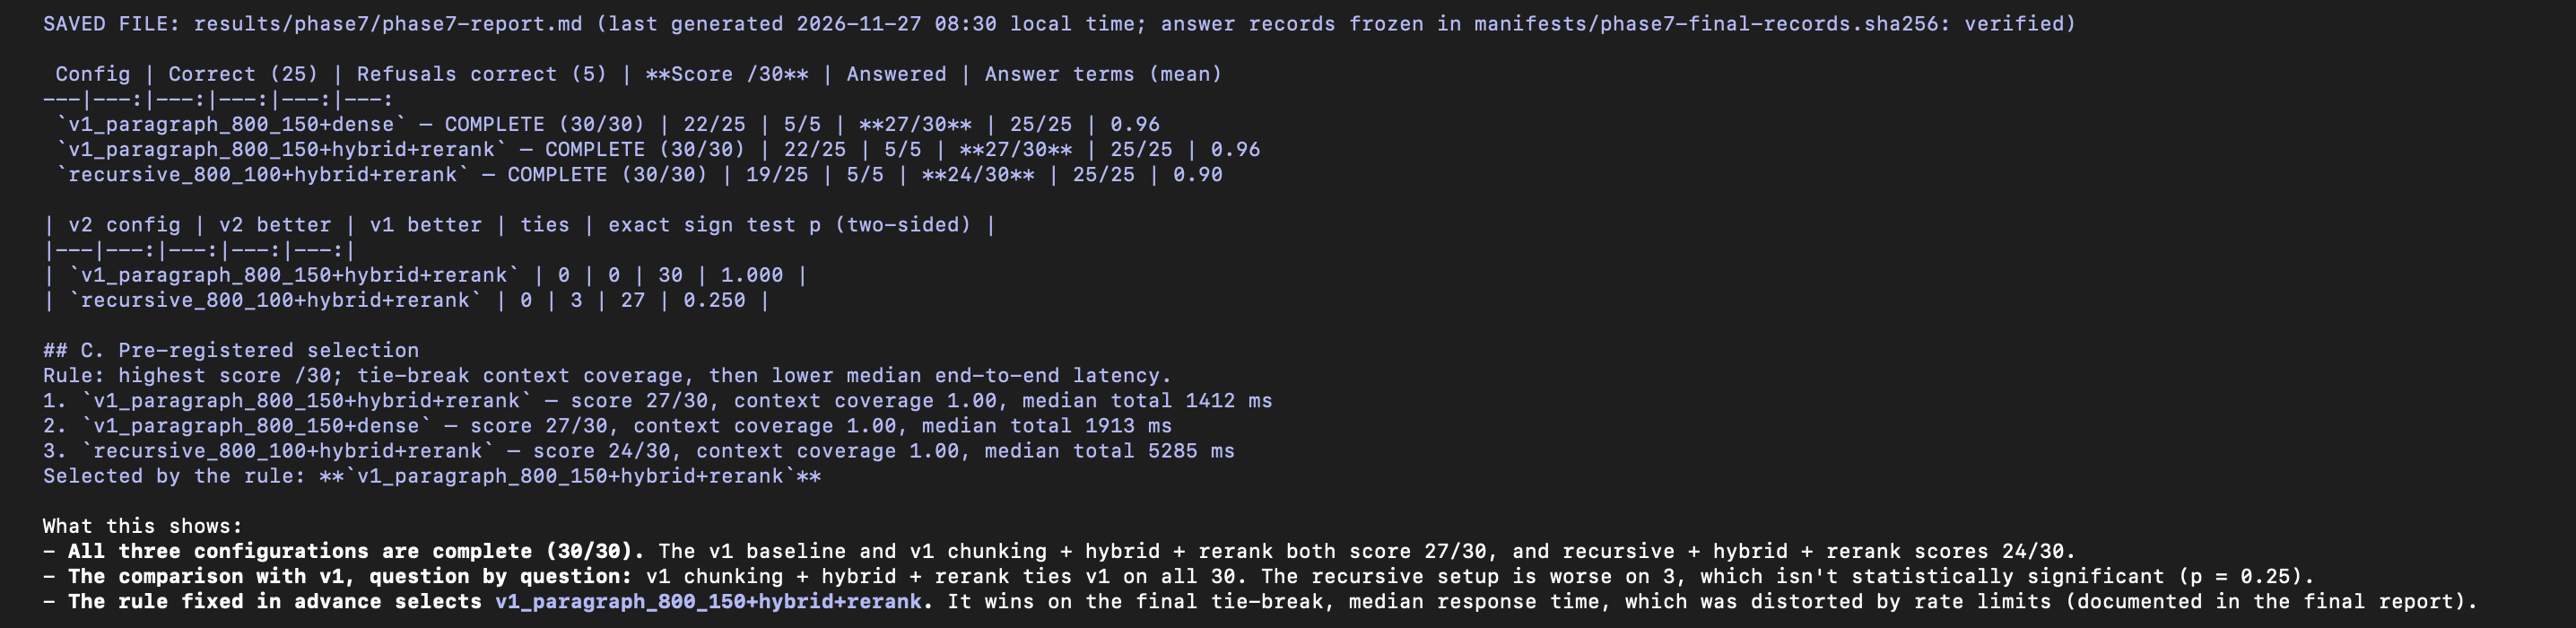 SAVED FILE: results/phase7/phase7-report.md (last generated 2026-11-27 08:30 local time; answer records frozen in manifests/phase7-final-records.sha256: verified)
Config | Correct (25) | Refusals correct (5) | **Score /30** | Answered | Answer terms (mean)
---|---:|---:|---:|---:|---:
`v1_paragraph_800_150+dense` — COMPLETE (30/30) | 22/25 | 5/5 | **27/30** | 25/25 | 0.96
`v1_paragraph_800_150+hybrid+rerank` — COMPLETE (30/30) | 22/25 | 5/5 | **27/30** | 25/25 | 0.96
`recursive_800_100+hybrid+rerank` — COMPLETE (30/30) | 19/25 | 5/5 | **24/30** | 25/25 | 0.90
| v2 config | v2 better | v1 better | ties | exact sign test p (two-sided) |
|---|---:|---:|---:|---:|
| `v1_paragraph_800_150+hybrid+rerank` | 0 | 0 | 30 | 1.000 |
| `recursive_800_100+hybrid+rerank` | 0 | 3 | 27 | 0.250 |
## C. Pre-registered selection
Rule: highest score /30; tie-break context coverage, then lower median end-to-end latency.
1. `v1_paragraph_800_150+hybrid+rerank` — score 27/30, context coverage 1.00, median total 1412 ms
2. `v1_paragraph_800_150+dense` — score 27/30, context coverage 1.00, median total 1913 ms
3. `recursive_800_100+hybrid+rerank` — score 24/30, context coverage 1.00, median total 5285 ms
Selected by the rule: **`v1_paragraph_800_150+hybrid+rerank`**
What this shows:
– All three configurations are complete (30/30). The v1 baseline and v1 chunking + hybrid + rerank both score 27/30, and recursive + hybrid + rerank scores 24/30.
– The comparison with v1, question by question: v1 chunking + hybrid + rerank ties v1 on all 30. The recursive setup is worse on 3, which isn't statistically significant (p = 0.25).
– The rule fixed in advance selects v1_paragraph_800_150+hybrid+rerank. It wins on the final tie-break, median response time, which was distorted by rate limits (documented in the final report).